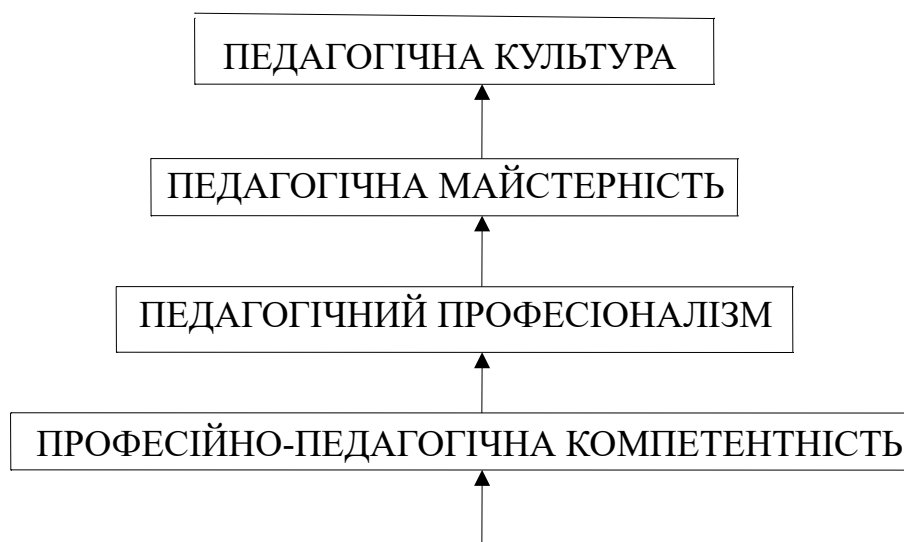 ПЕДАГОГІЧНА КУЛЬТУРА
ПЕДАГОГІЧНА МАЙСТЕРНІСТЬ
ПЕДАГОГІЧНИЙ ПРОФЕСІОНАЛІЗМ
ПРОФЕСІЙНО-ПЕДАГОГІЧНА КОМПЕТЕНТНІСТЬ